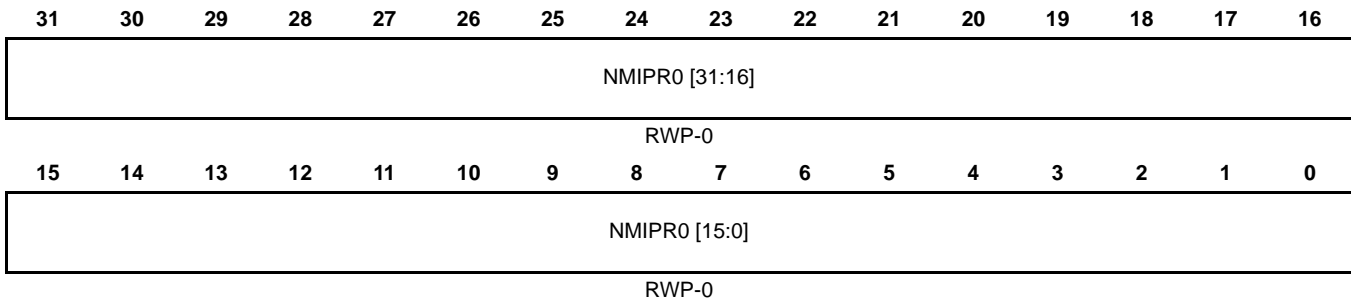 31 30 29 28 27 26 25 24 23 22 21 20 19 18 17 16
NMIPR0 [31:16]
RWP-0
15 14 13 12 11 10 9 8 7 6 5 4 3 2 1 0
NMIPR0 [15:0]
RWP-0